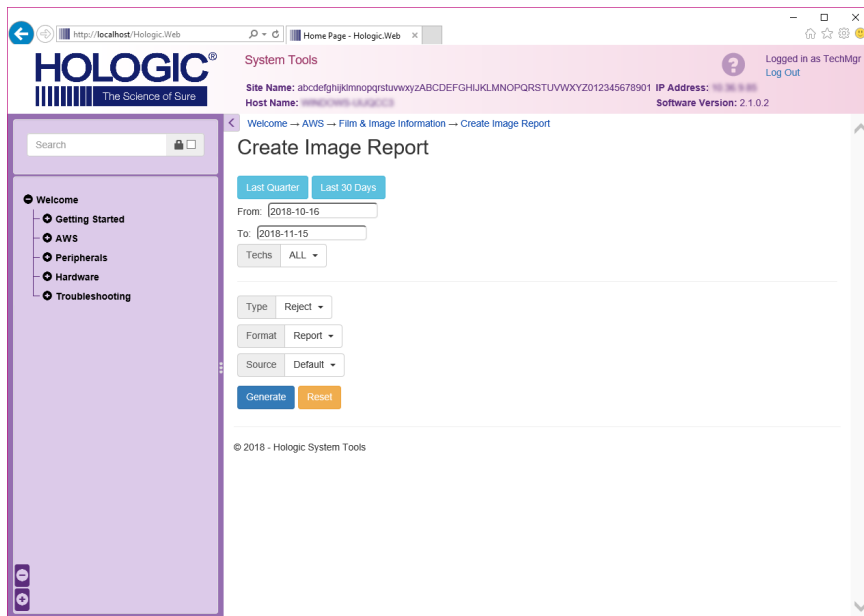 http://localhost/Hologic.Web
Home Page - Hologic.Web
HOLOGIC®
The Science of Sure
System Tools
Logged in as TechMgr
Log Out
Site Name: abcdefghijklmnopqrstuvwxyzABCDEFGHIJKLMNOPQRSTUVWXYZ012345678901 IP Address:
Host Name: Software Version: 2.1.0.2
Search
Welcome → AWS → Film & Image Information → Create Image Report
Create Image Report
Welcome
Getting Started
AWS
Peripherals
Hardware
Troubleshooting
Last Quarter Last 30 Days
From: 2018-10-16
To: 2018-11-15
Techs ALL
Type Reject
Format Report
Source Default
Generate Reset
© 2018 - Hologic System Tools